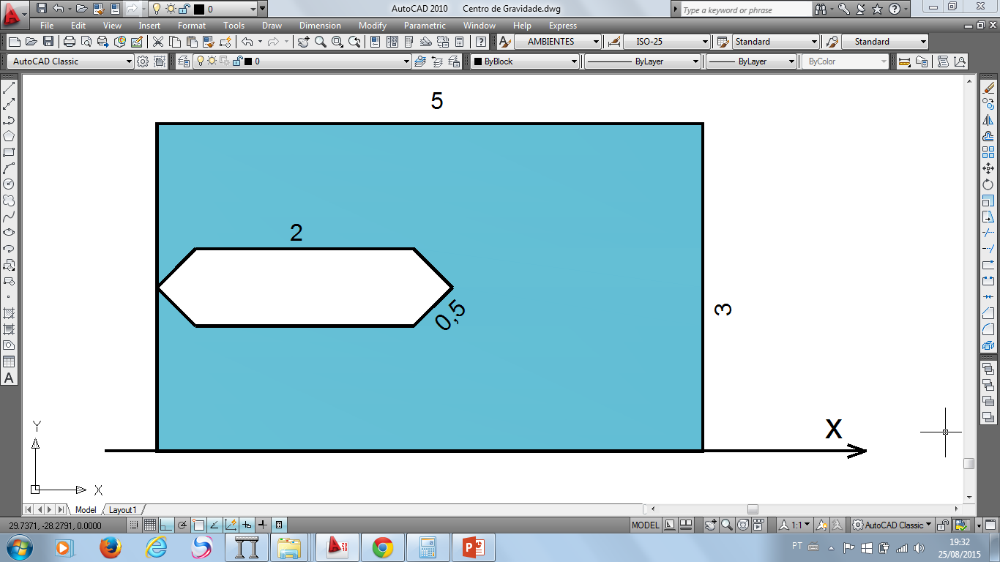 AutoCAD 2010 Centro de Gravidade.dwg
Type a keyword or phrase
0
File Edit View Insert Format Tools Draw Dimension Modify Parametric Window Help Express
AMBIENTES ISO-25 Standard Standard
AutoCAD Classic 0 ByBlock ByLayer ByLayer ByColor
5
2
0,5
3
X
Y
X
A
Model Layout1
29.7371, -28.2791, 0.0000 MODEL 1:1 AutoCAD Classic
PT 19:32
25/08/2015